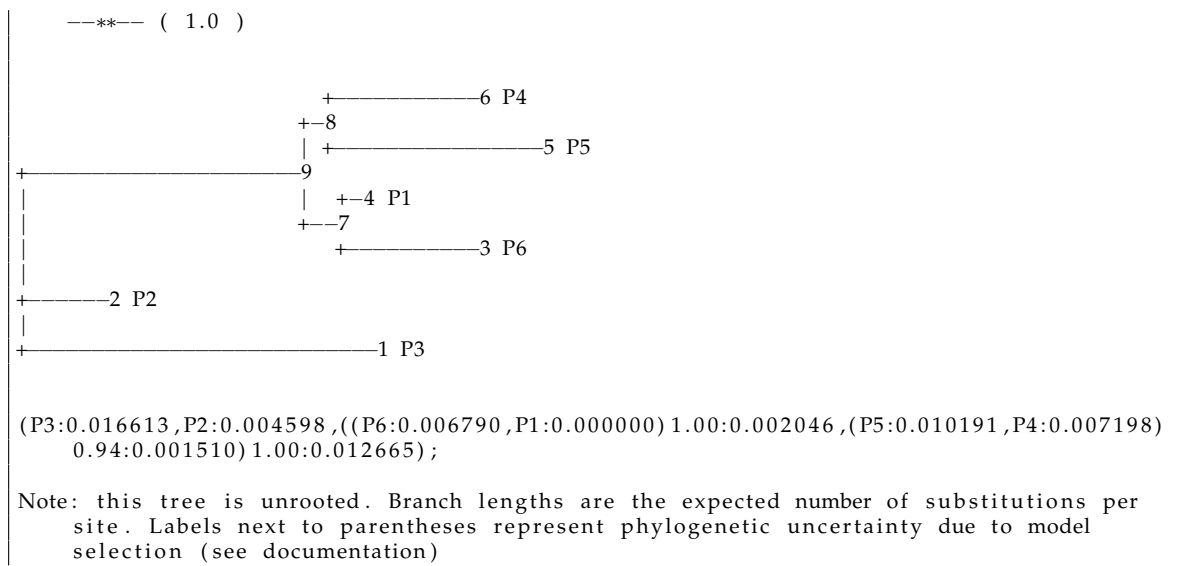 --**-- ( 1.0 )
+-----------6 P4
+-8
| +----------------5 P5
+---------------------9
| | +-4 P1
| +--7
| +----------3 P6
|
+------2 P2
|
+---------------------------1 P3
(P3:0.016613,P2:0.004598,((P6:0.006790,P1:0.000000)1.00:0.002046,(P5:0.010191,P4:0.007198)
0.94:0.001510)1.00:0.012665);
Note: this tree is unrooted. Branch lengths are the expected number of substitutions per
site. Labels next to parentheses represent phylogenetic uncertainty due to model
selection (see documentation)